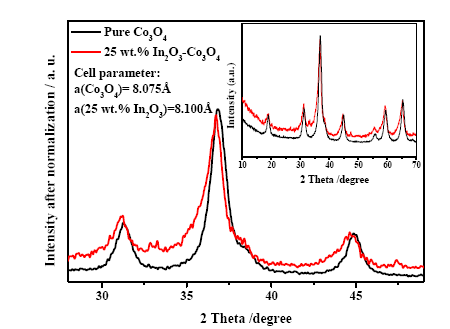 Pure Co₃O₄
25 wt.% In₂O₃-Co₃O₄
Cell parameter:
a(Co₃O₄)= 8.075Å
a(25 wt.% In₂O₃)=8.100Å
Intensity (a.u.)
10 20 30 40 50 60 70
2 Theta /degree
Intensity after normalization / a. u.
30 35 40 45
2 Theta /degree